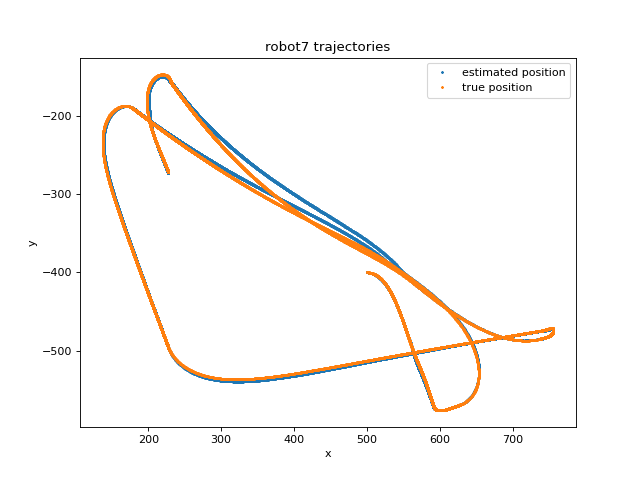 robot7 trajectories
estimated position
true position
−200
−300
−400
−500
y
200 300 400 500 600 700
x